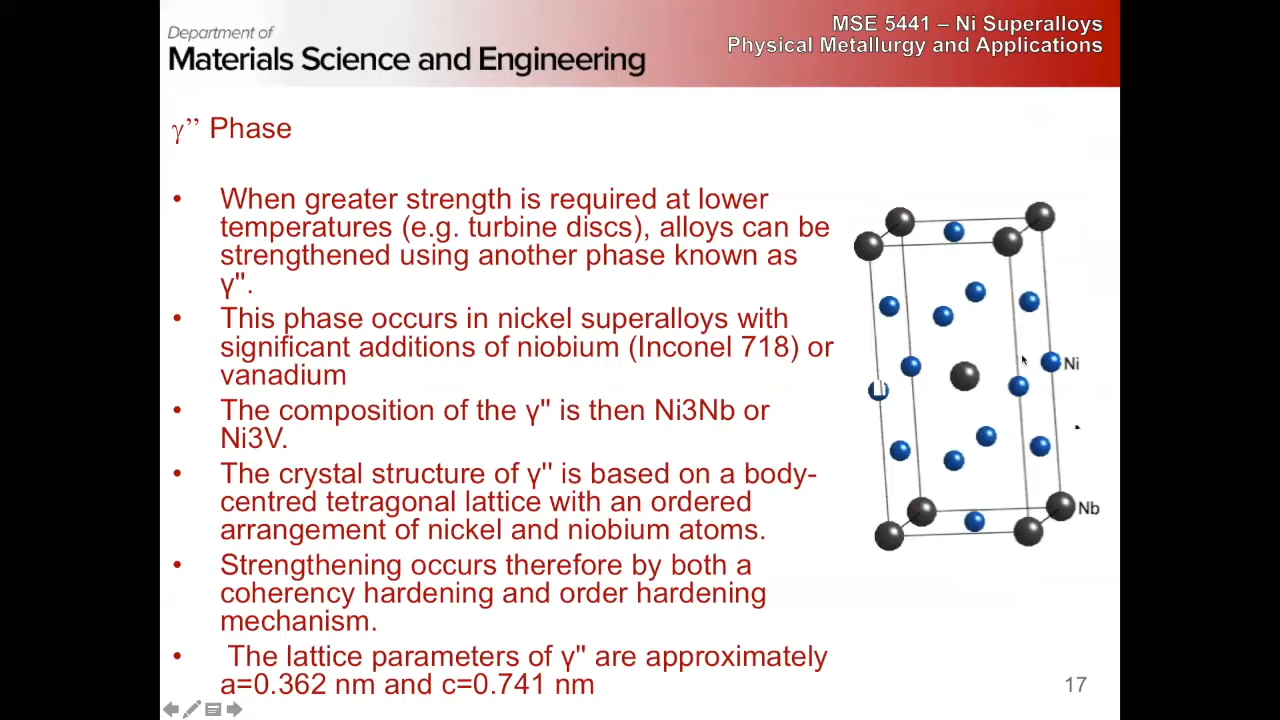 Department of
Materials Science and Engineering
MSE 5441 – Ni Superalloys
Physical Metallurgy and Applications
γ” Phase
• When greater strength is required at lower
temperatures (e.g. turbine discs), alloys can be
strengthened using another phase known as
γ''.
• This phase occurs in nickel superalloys with
significant additions of niobium (Inconel 718) or
vanadium
• The composition of the γ'' is then Ni3Nb or
Ni3V.
• The crystal structure of γ'' is based on a body-
centred tetragonal lattice with an ordered
arrangement of nickel and niobium atoms.
• Strengthening occurs therefore by both a
coherency hardening and order hardening
mechanism.
• The lattice parameters of γ'' are approximately
a=0.362 nm and c=0.741 nm
Ni
Nb
17